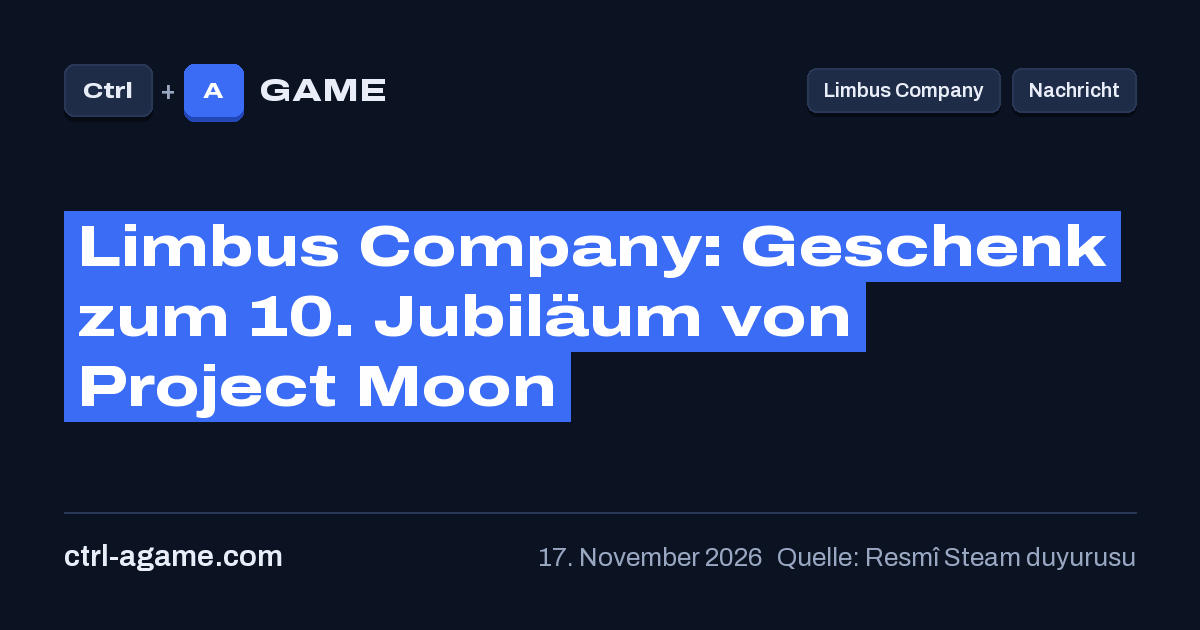 Ctrl + A GAME
Limbus Company Nachricht
Limbus Company: Geschenk
zum 10. Jubiläum von
Project Moon
ctrl-agame.com
17. November 2026 Quelle: Resmî Steam duyurusu